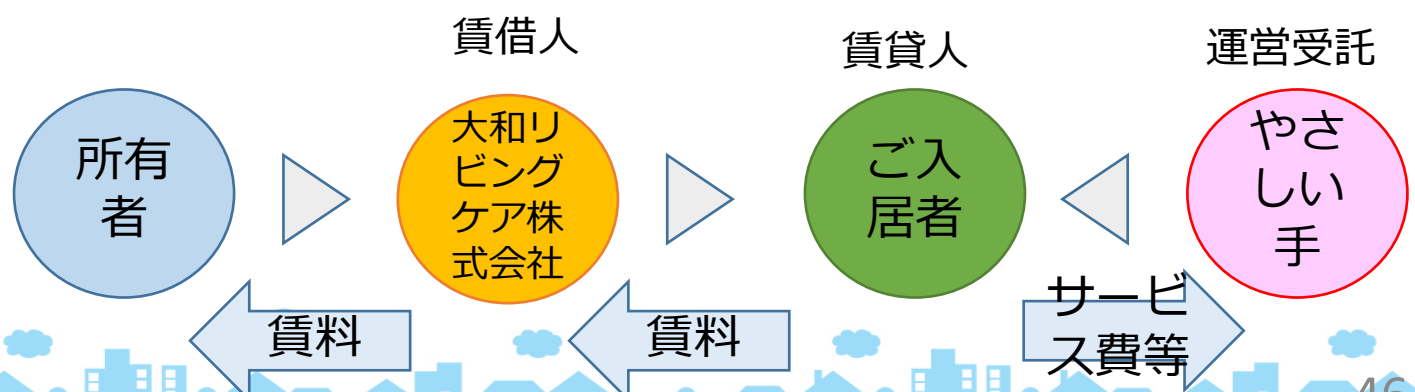 賃借人
賃貸人
運営受託
所有
者
大和リ
ビング
ケア株
式会社
ご入
居者
やさ
しい
手
賃料
賃料
サービ
ス費等
46